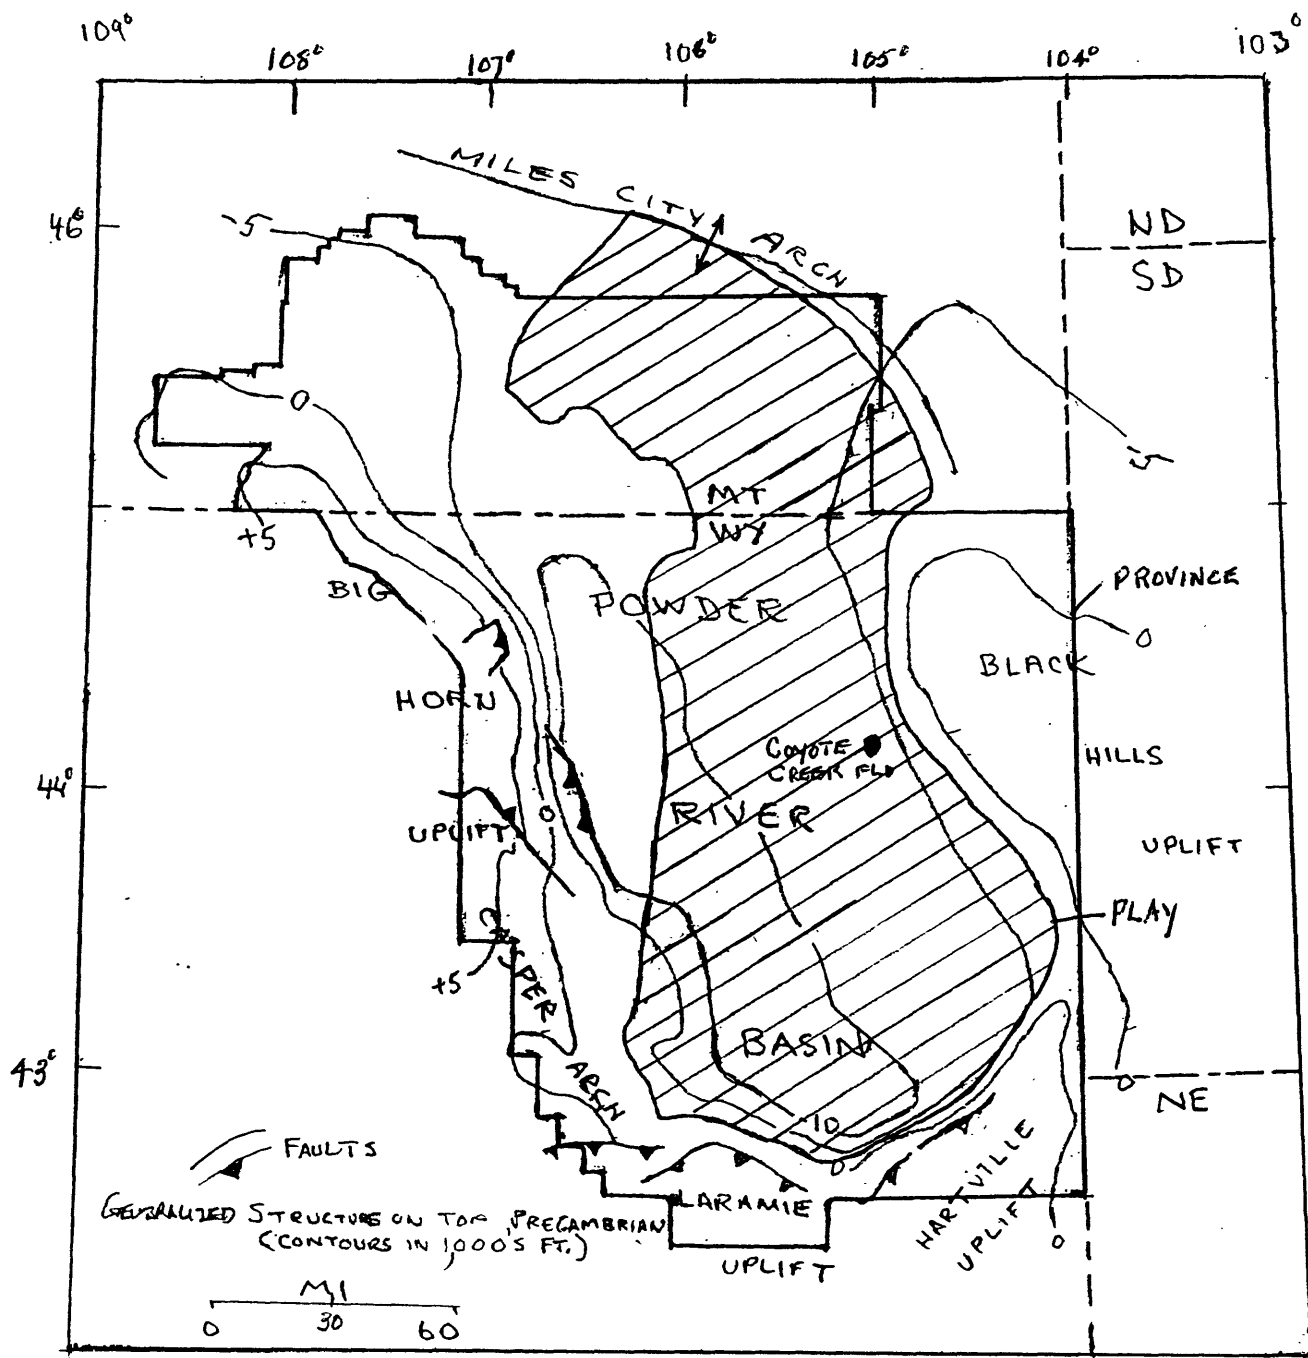 109°
108°
107°
106°
105°
104°
103°
MILES CITY ARCH
46°
-5
ND
SD
0
-5
MT
WY
+5
BIG
POWDER
PROVINCE
0
BLACK
HORN
COYOTE
CREEK FLD
HILLS
44°
0
RIVER
UPLIFT
UPLIFT
PLAY
CASPER
+5
BASIN
43°
ARCH
0
NE
-10
FAULTS
0
HARTVILLE
UPLIFT
LARAMIE
GENERALIZED STRUCTURE ON TOP PRECAMBRIAN
(CONTOURS IN 1,000'S FT.)
0
UPLIFT
MI
0 30 60